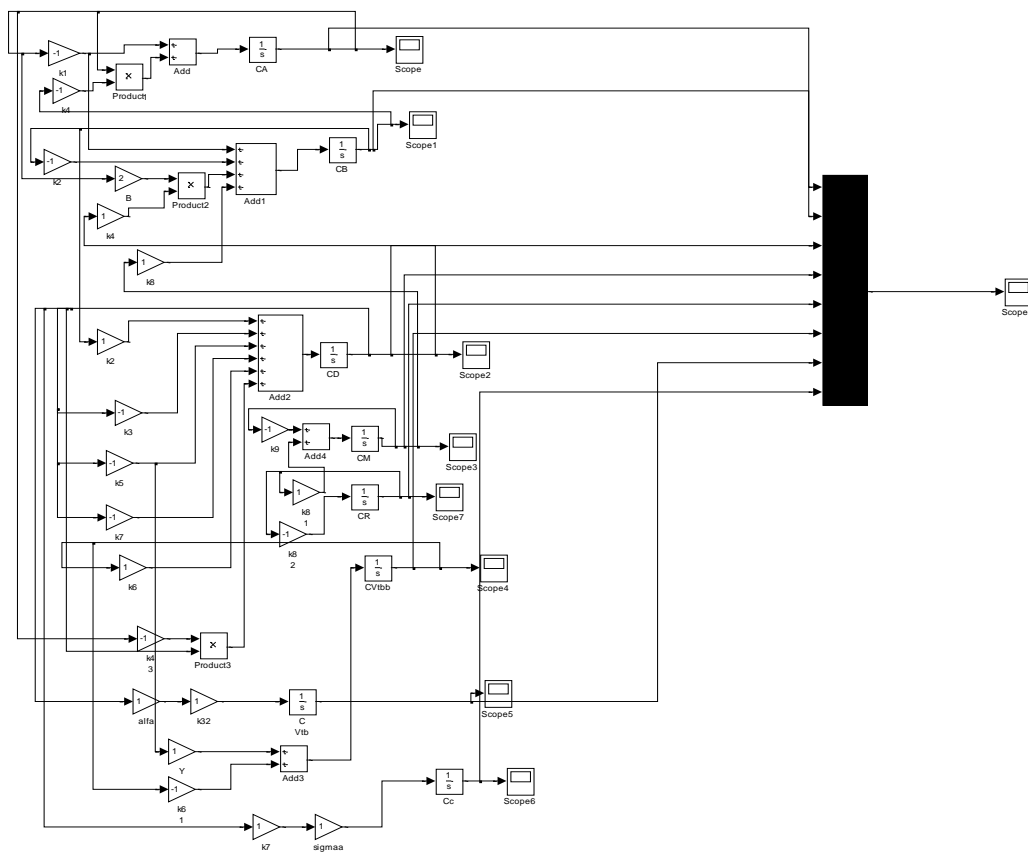 -1
k1
Add
1
s
CA
Scope
×
Product1
-1
k4
Scope1
-1
k2
2
B
×
Product2
Add1
1
s
CB
1
k4
1
k8
Scope
1
k2
Add2
1
s
CD
Scope2
-1
k3
-1
k9
Add4
1
s
CM
Scope3
-1
k5
1
k8
1
1
s
CR
Scope7
-1
k7
-1
k8
2
1
k6
1
s
CVtbb
Scope4
-1
k4
3
×
Product3
1
alfa
1
k32
1
s
C
Vtb
Scope5
1
Y
Add3
-1
k6
1
1
s
Cc
Scope6
1
k7
1
sigmaa